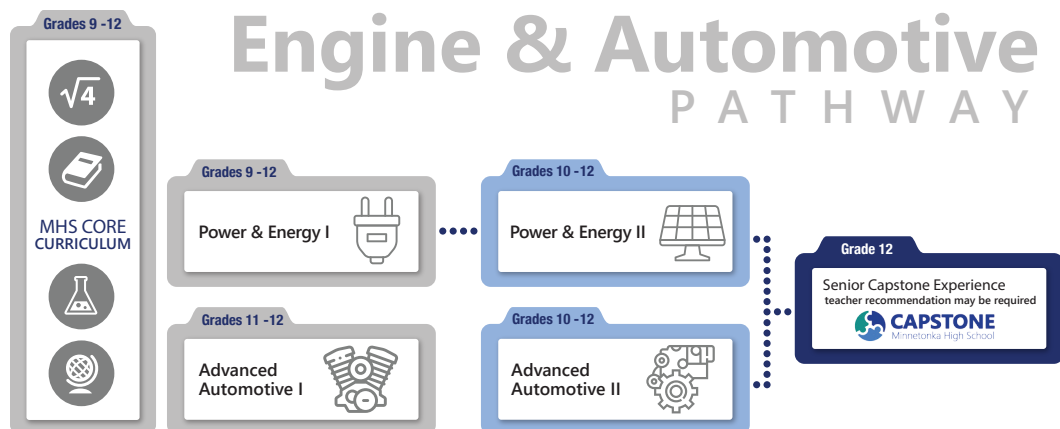 Engine & Automotive
PATHWAY
Grades 9 -12
√4
MHS CORE
CURRICULUM
Grades 9 -12
Power & Energy I
Grades 10 -12
Power & Energy II
Grades 11 -12
Advanced
Automotive I
Grades 10 -12
Advanced
Automotive II
Grade 12
Senior Capstone Experience
teacher recommendation may be required
CAPSTONE
Minnetonka High School